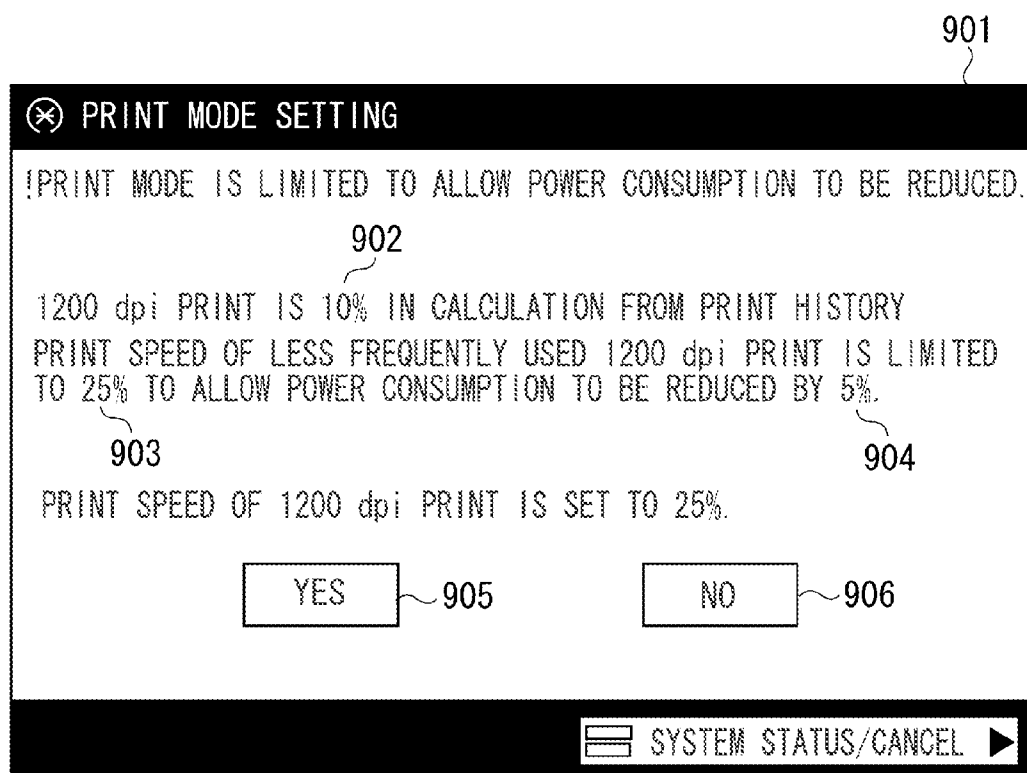 901
PRINT MODE SETTING
!PRINT MODE IS LIMITED TO ALLOW POWER CONSUMPTION TO BE REDUCED.
902
1200 dpi PRINT IS 10% IN CALCULATION FROM PRINT HISTORY
PRINT SPEED OF LESS FREQUENTLY USED 1200 dpi PRINT IS LIMITED
TO 25% TO ALLOW POWER CONSUMPTION TO BE REDUCED BY 5%.
903 904
PRINT SPEED OF 1200 dpi PRINT IS SET TO 25%.
YES 905 NO 906
SYSTEM STATUS/CANCEL